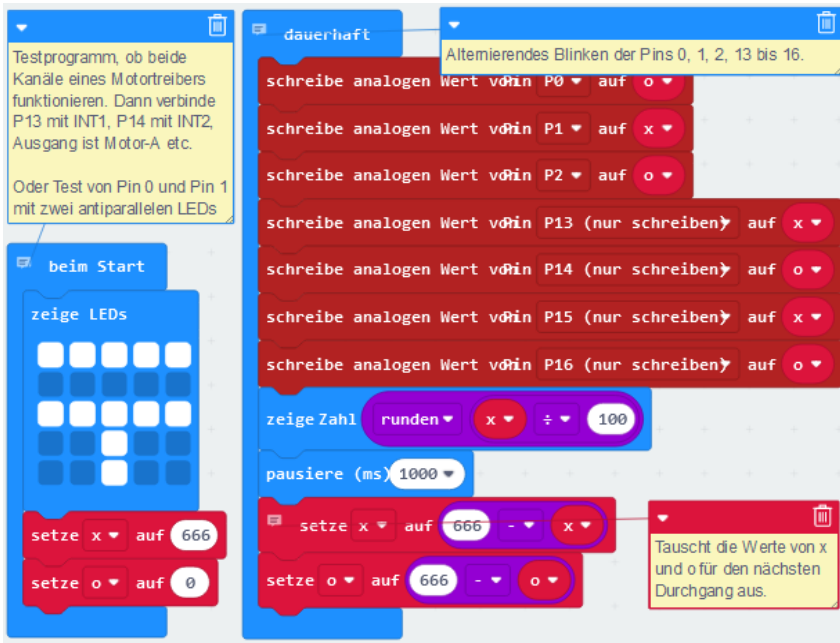 Testprogramm, ob beide
Kanäle eines Motortreibers
funktionieren. Dann verbinde
P13 mit INT1, P14 mit INT2,
Ausgang ist Motor-A etc.
Oder Test von Pin 0 und Pin 1
mit zwei antiparallelen LEDs
beim Start
zeige LEDs
setze x auf 666
setze o auf 0
dauerhaft
Alternierendes Blinken der Pins 0, 1, 2, 13 bis 16.
schreibe analogen Wert von Pin P0 auf o
schreibe analogen Wert von Pin P1 auf x
schreibe analogen Wert von Pin P2 auf o
schreibe analogen Wert von Pin P13 (nur schreiben) auf x
schreibe analogen Wert von Pin P14 (nur schreiben) auf o
schreibe analogen Wert von Pin P15 (nur schreiben) auf x
schreibe analogen Wert von Pin P16 (nur schreiben) auf o
zeige Zahl runden x ÷ 100
pausiere (ms) 1000
setze x auf 666 - x
setze o auf 666 - o
Tauscht die Werte von x
und o für den nächsten
Durchgang aus.